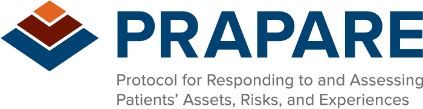 PRAPARE
Protocol for Responding to and Assessing
Patients' Assets, Risks, and Experiences